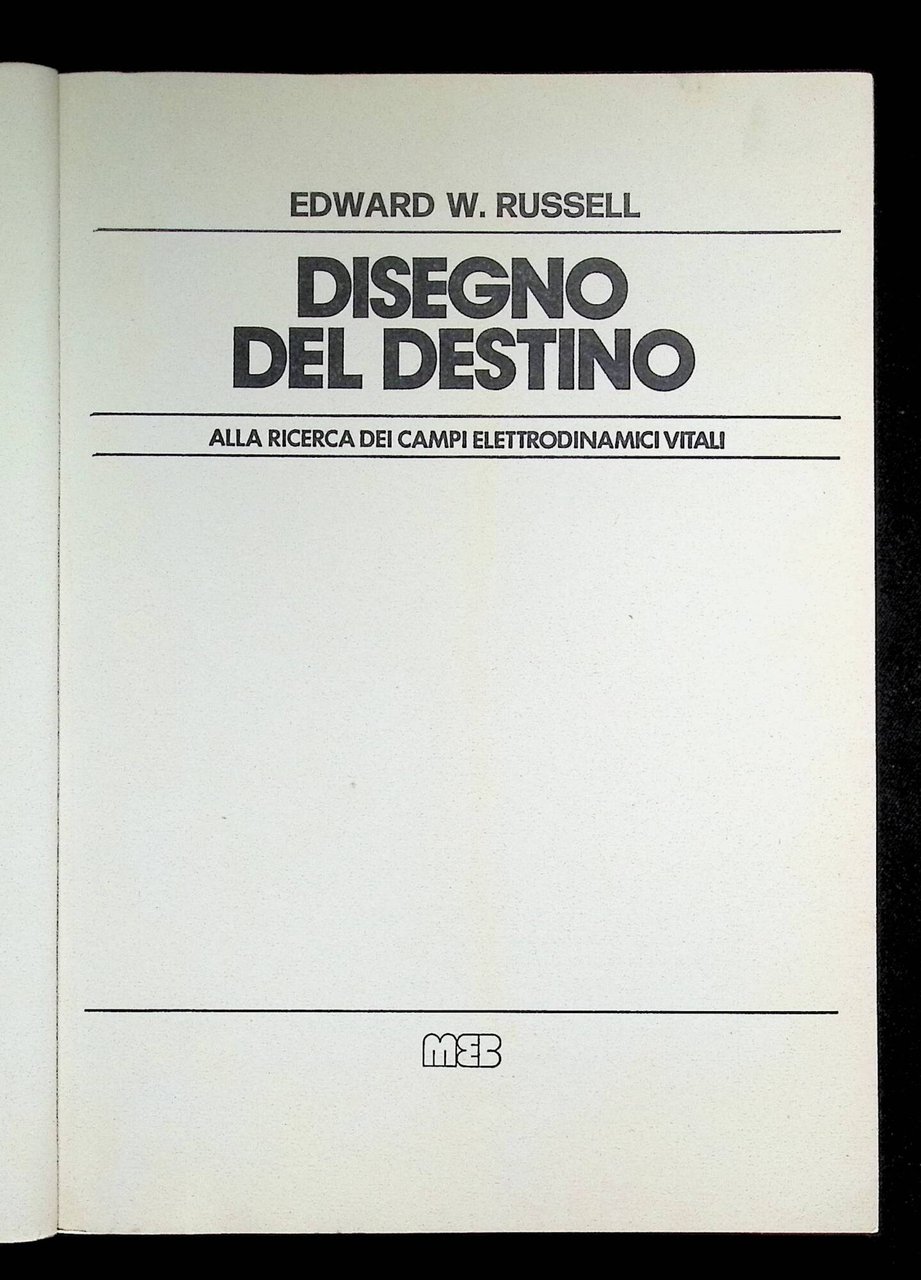 EDWARD W. RUSSELL
DISEGNO
DEL DESTINO
ALLA RICERCA DEI CAMPI ELETTRODINAMICI VITALI
MEB